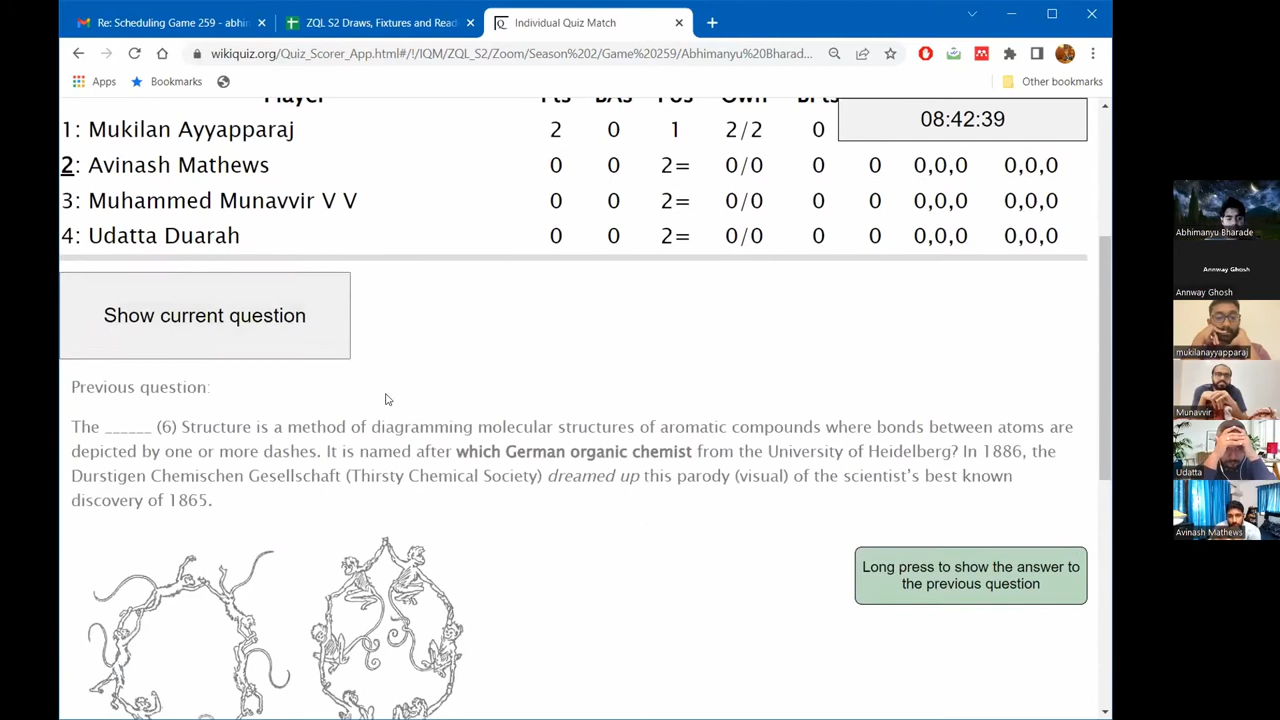 Re: Scheduling Game 259 - abhi
ZQL S2 Draws, Fixtures and Read
Individual Quiz Match
wikiquiz.org/Quiz_Scorer_App.html#/!/IQM/ZQL_S2/Zoom/Season%202/Game%20259/Abhimanyu%20Bharad...
Apps Bookmarks Other bookmarks
Player Pts BAs Pos Own BPts
08:42:39
1: Mukilan Ayyapparaj 2 0 1 2/2 0
2: Avinash Mathews 0 0 2= 0/0 0 0 0,0,0 0,0,0
3: Muhammed Munavvir V V 0 0 2= 0/0 0 0 0,0,0 0,0,0
4: Udatta Duarah 0 0 2= 0/0 0 0 0,0,0 0,0,0
Show current question
Previous question:
The ______ (6) Structure is a method of diagramming molecular structures of aromatic compounds where bonds between atoms are
depicted by one or more dashes. It is named after which German organic chemist from the University of Heidelberg? In 1886, the
Durstigen Chemischen Gesellschaft (Thirsty Chemical Society) dreamed up this parody (visual) of the scientist's best known
discovery of 1865.
Long press to show the answer to
the previous question
Abhimanyu Bharade
Annway Ghosh
Annway Ghosh
mukilanayyapparaj
Munavvir
Udatta
Avinash Mathews